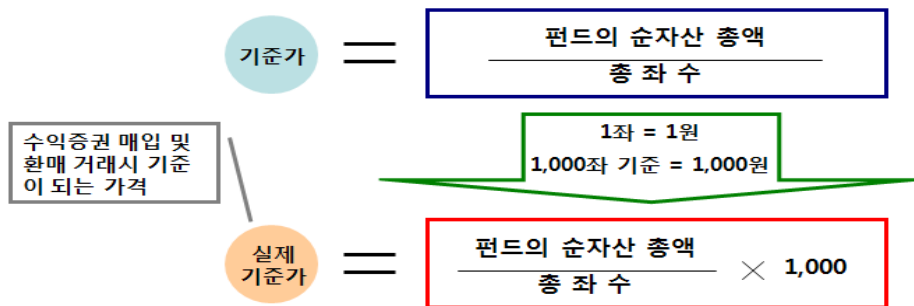 기준가
펀드의 순자산 총액
총 좌 수
수익증권 매입 및
환매 거래시 기준
이 되는 가격
1좌 = 1원
1,000좌 기준 = 1,000원
실제
기준가
펀드의 순자산 총액
총 좌 수
× 1,000